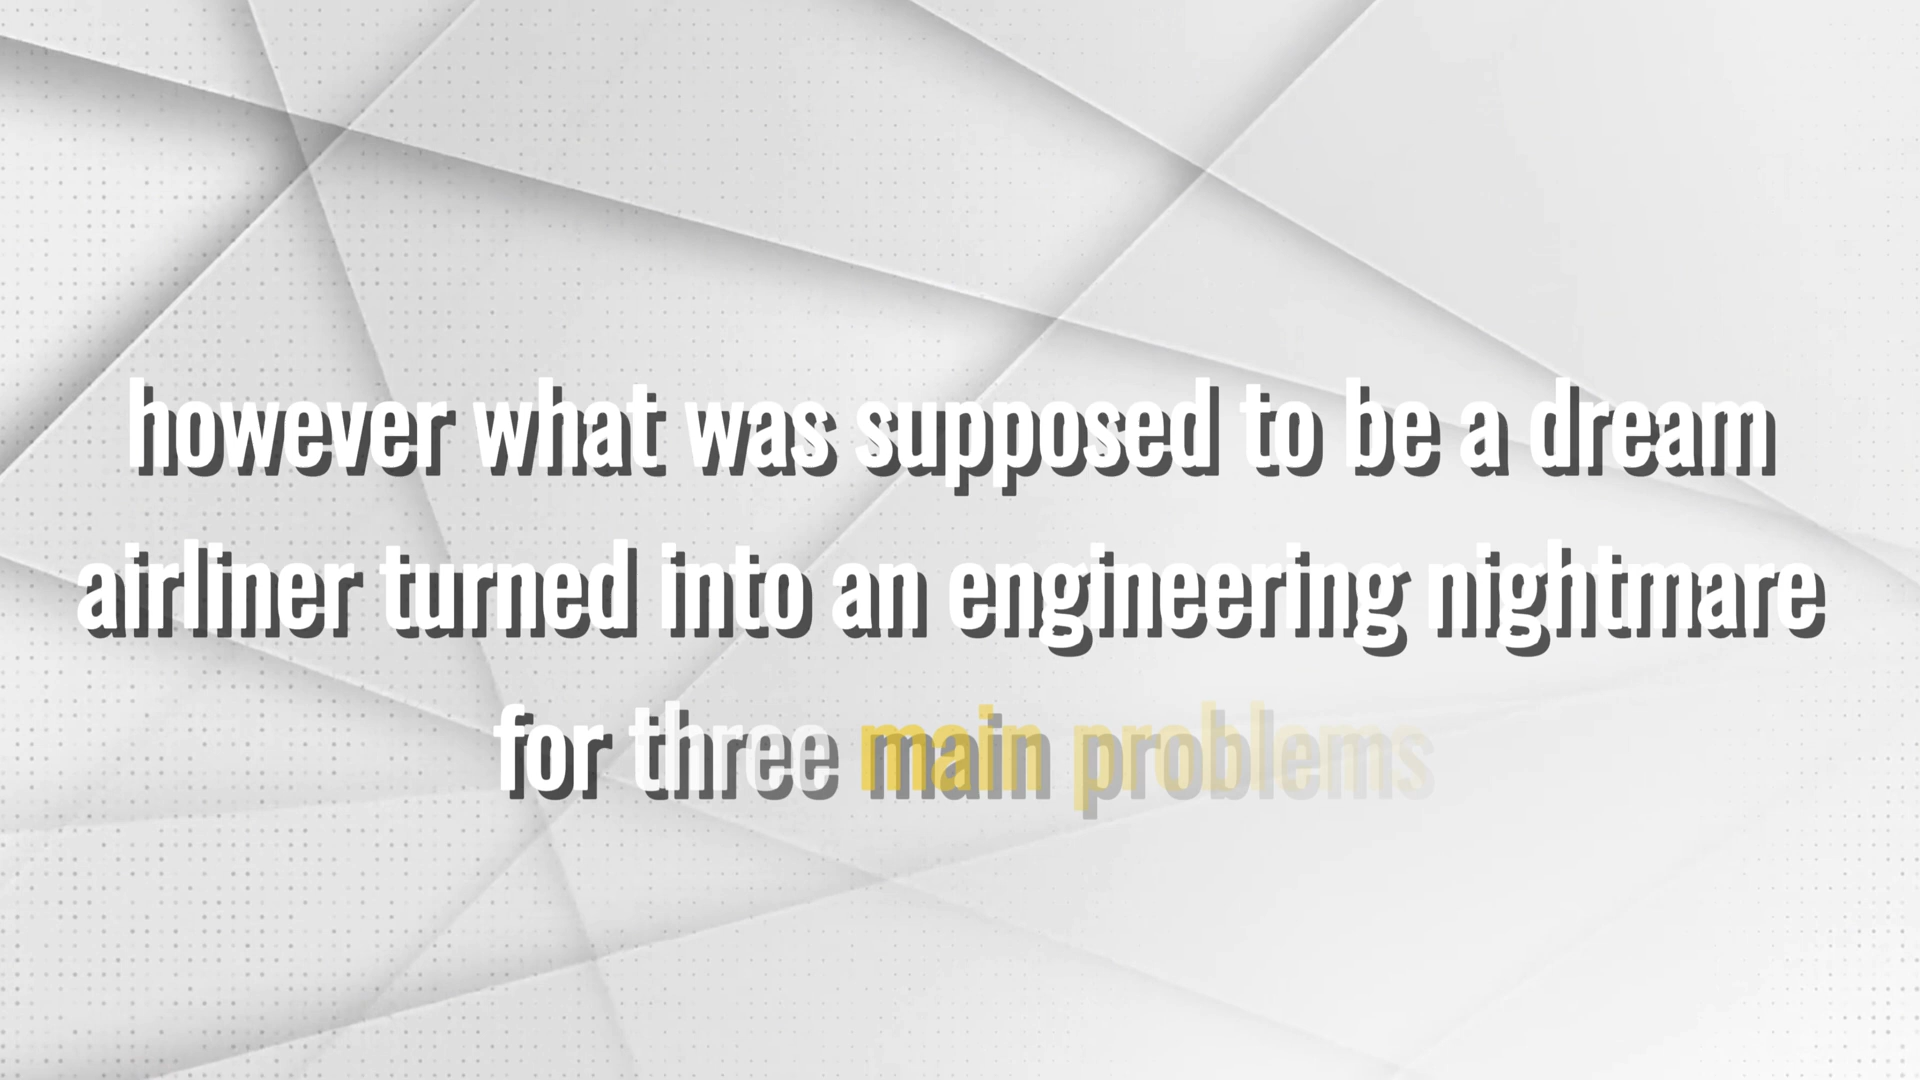 however what was supposed to be a dream
airliner turned into an engineering nightmare
for three main problems